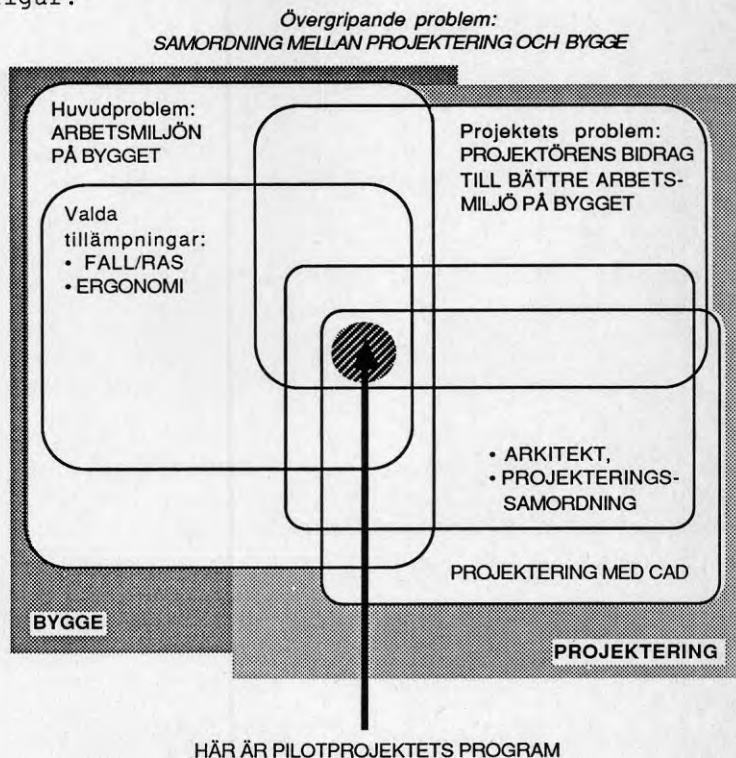 Övergripande problem:
SAMORDNING MELLAN PROJEKTERING OCH BYGGE
Huvudproblem:
ARBETSMILJÖN
PÅ BYGGET
Projektets problem:
PROJEKTÖRENS BIDRAG
TILL BÄTTRE ARBETS-
MILJÖ PÅ BYGGET
Valda
tillämpningar:
• FALL/RAS
• ERGONOMI
• ARKITEKT,
• PROJEKTERINGS-
SAMORDNING
PROJEKTERING MED CAD
BYGGE
PROJEKTERING
HÄR ÄR PILOTPROJEKTETS PROGRAM